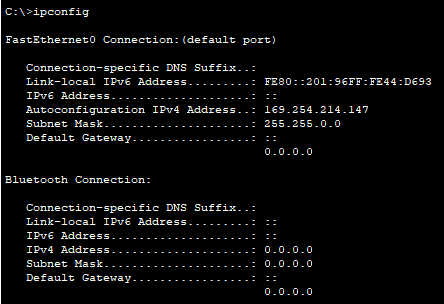 C:\>ipconfig
FastEthernet0 Connection:(default port)
Connection-specific DNS Suffix..:
Link-local IPv6 Address.........: FE80::201:96FF:FE44:D693
IPv6 Address....................: ::
Autoconfiguration IPv4 Address..: 169.254.214.147
Subnet Mask.....................: 255.255.0.0
Default Gateway.................: ::
0.0.0.0
Bluetooth Connection:
Connection-specific DNS Suffix..:
Link-local IPv6 Address.........: ::
IPv6 Address....................: ::
IPv4 Address....................: 0.0.0.0
Subnet Mask.....................: 0.0.0.0
Default Gateway.................: ::
0.0.0.0